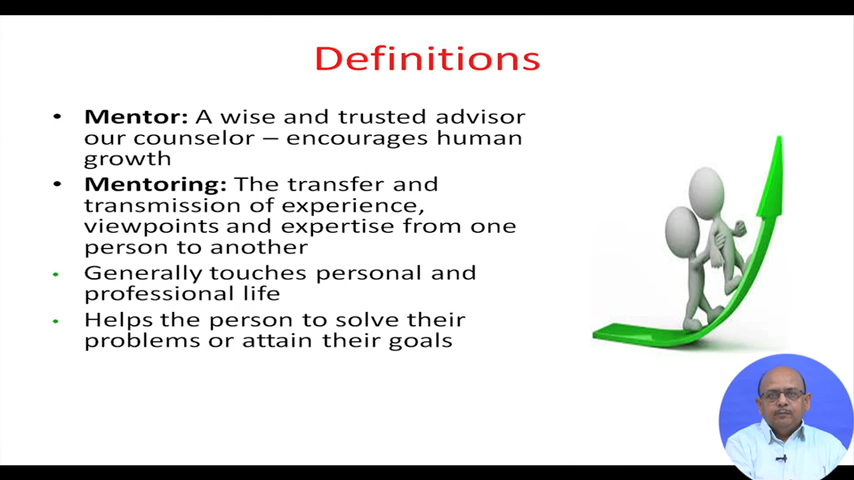 Definitions
• Mentor: A wise and trusted advisor
our counselor – encourages human
growth
• Mentoring: The transfer and
transmission of experience,
viewpoints and expertise from one
person to another
• Generally touches personal and
professional life
• Helps the person to solve their
problems or attain their goals